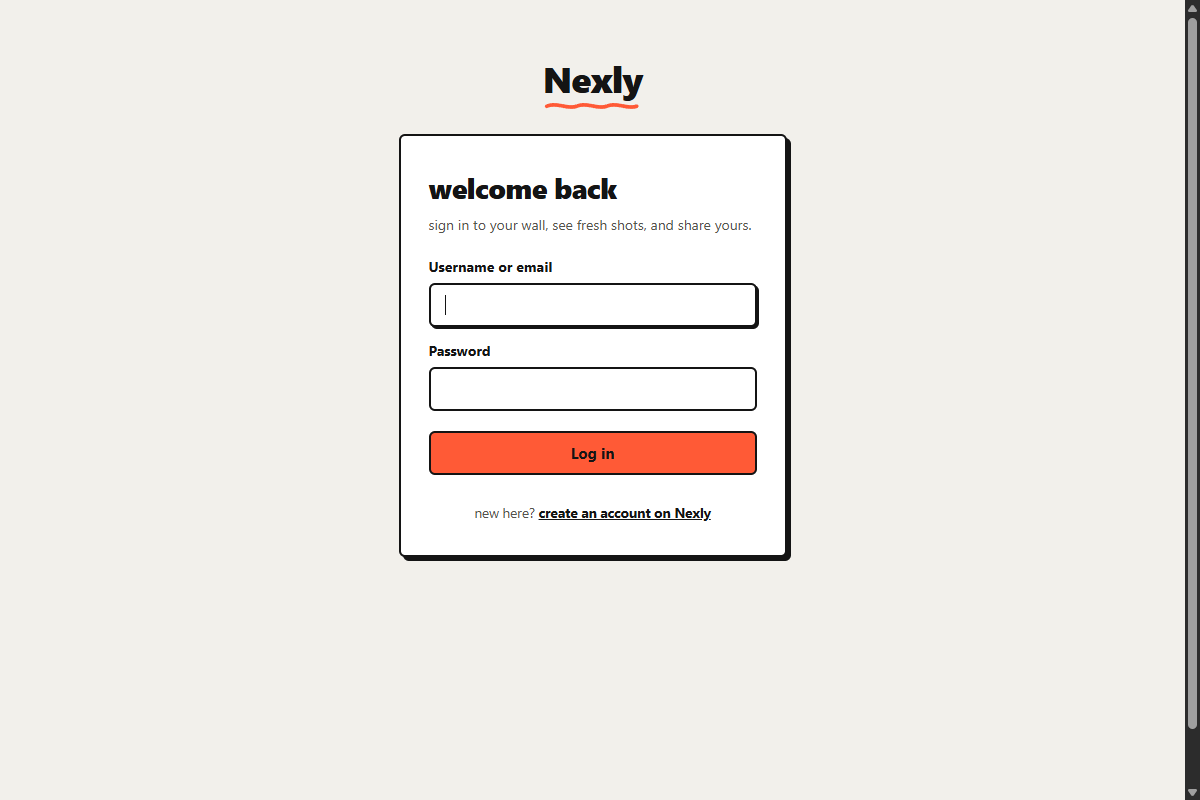 Nexly
welcome back
sign in to your wall, see fresh shots, and share yours.
Username or email
Password
Log in
new here? create an account on Nexly